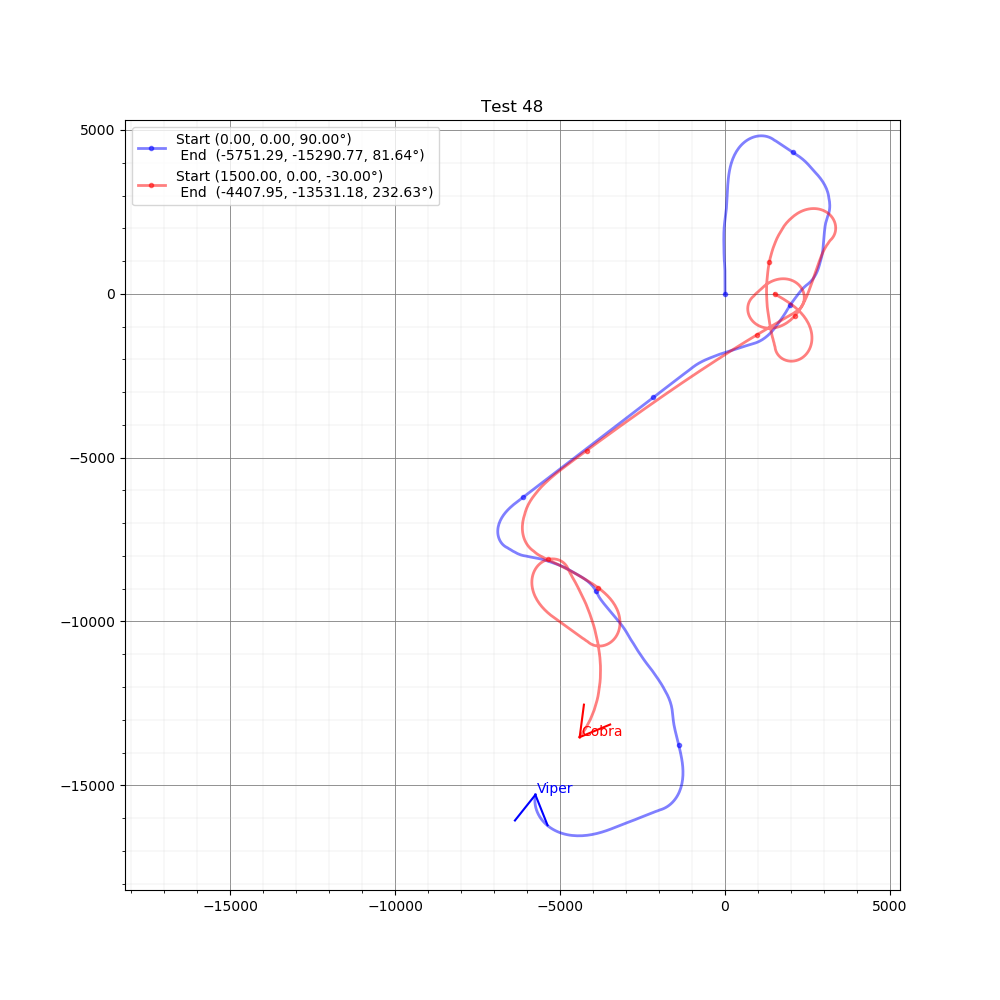 Test 48
Start (0.00, 0.00, 90.00°)
End (-5751.29, -15290.77, 81.64°)
Start (1500.00, 0.00, -30.00°)
End (-4407.95, -13531.18, 232.63°)
5000
0
−5000
−10000
−15000
Cobra
Viper
−15000
−10000
−5000
0
5000